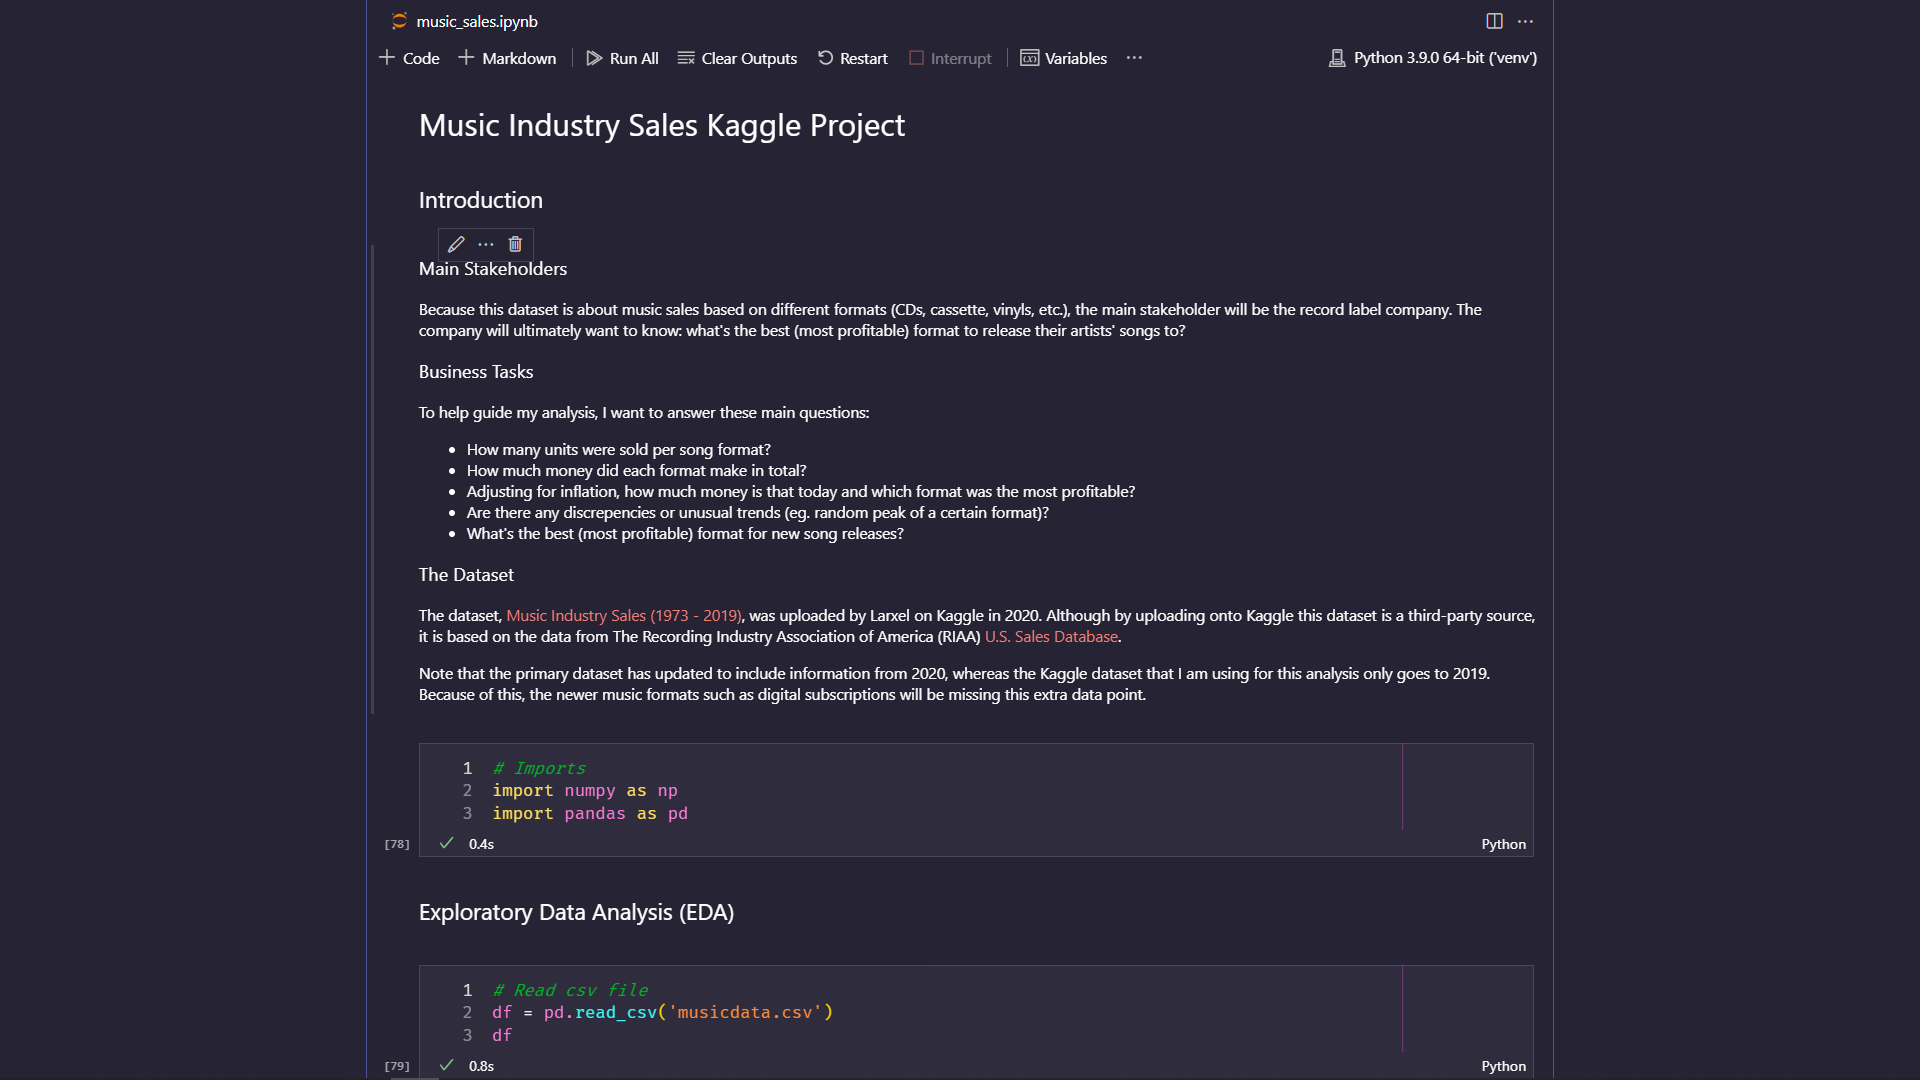 music_sales.ipynb
Code Markdown Run All Clear Outputs Restart Interrupt Variables Python 3.9.0 64-bit ('venv')
Music Industry Sales Kaggle Project
Introduction
Main Stakeholders
Because this dataset is about music sales based on different formats (CDs, cassette, vinyls, etc.), the main stakeholder will be the record label company. The
company will ultimately want to know: what's the best (most profitable) format to release their artists' songs to?
Business Tasks
To help guide my analysis, I want to answer these main questions:
• How many units were sold per song format?
• How much money did each format make in total?
• Adjusting for inflation, how much money is that today and which format was the most profitable?
• Are there any discrepencies or unusual trends (eg. random peak of a certain format)?
• What's the best (most profitable) format for new song releases?
The Dataset
The dataset, Music Industry Sales (1973 - 2019), was uploaded by Larxel on Kaggle in 2020. Although by uploading onto Kaggle this dataset is a third-party source,
it is based on the data from The Recording Industry Association of America (RIAA) U.S. Sales Database.
Note that the primary dataset has updated to include information from 2020, whereas the Kaggle dataset that I am using for this analysis only goes to 2019.
Because of this, the newer music formats such as digital subscriptions will be missing this extra data point.
1 # Imports
2 import numpy as np
3 import pandas as pd
[78] 0.4s Python
Exploratory Data Analysis (EDA)
1 # Read csv file
2 df = pd.read_csv('musicdata.csv')
3 df
[79] 0.8s Python